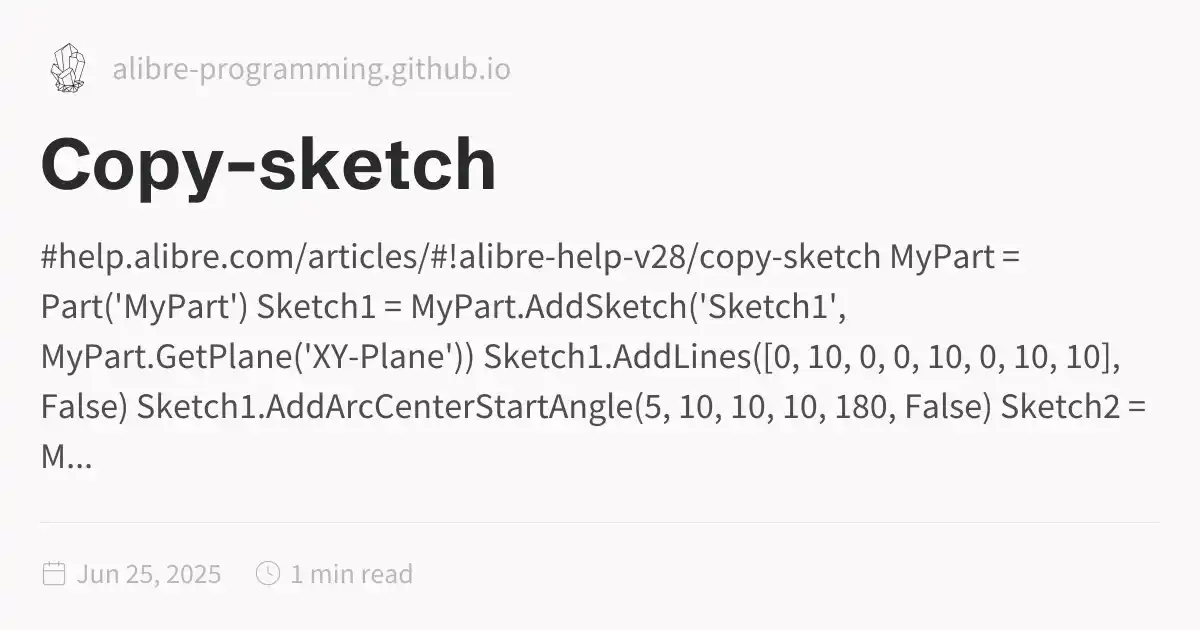 alibre-programming.github.io
Copy-sketch
#help.alibre.com/articles/#!alibre-help-v28/copy-sketch MyPart =
Part('MyPart') Sketch1 = MyPart.AddSketch('Sketch1',
MyPart.GetPlane('XY-Plane')) Sketch1.AddLines([0, 10, 0, 0, 10, 0, 10, 10],
False) Sketch1.AddArcCenterStartAngle(5, 10, 10, 10, 180, False) Sketch2 =
M...
Jun 25, 2025 1 min read